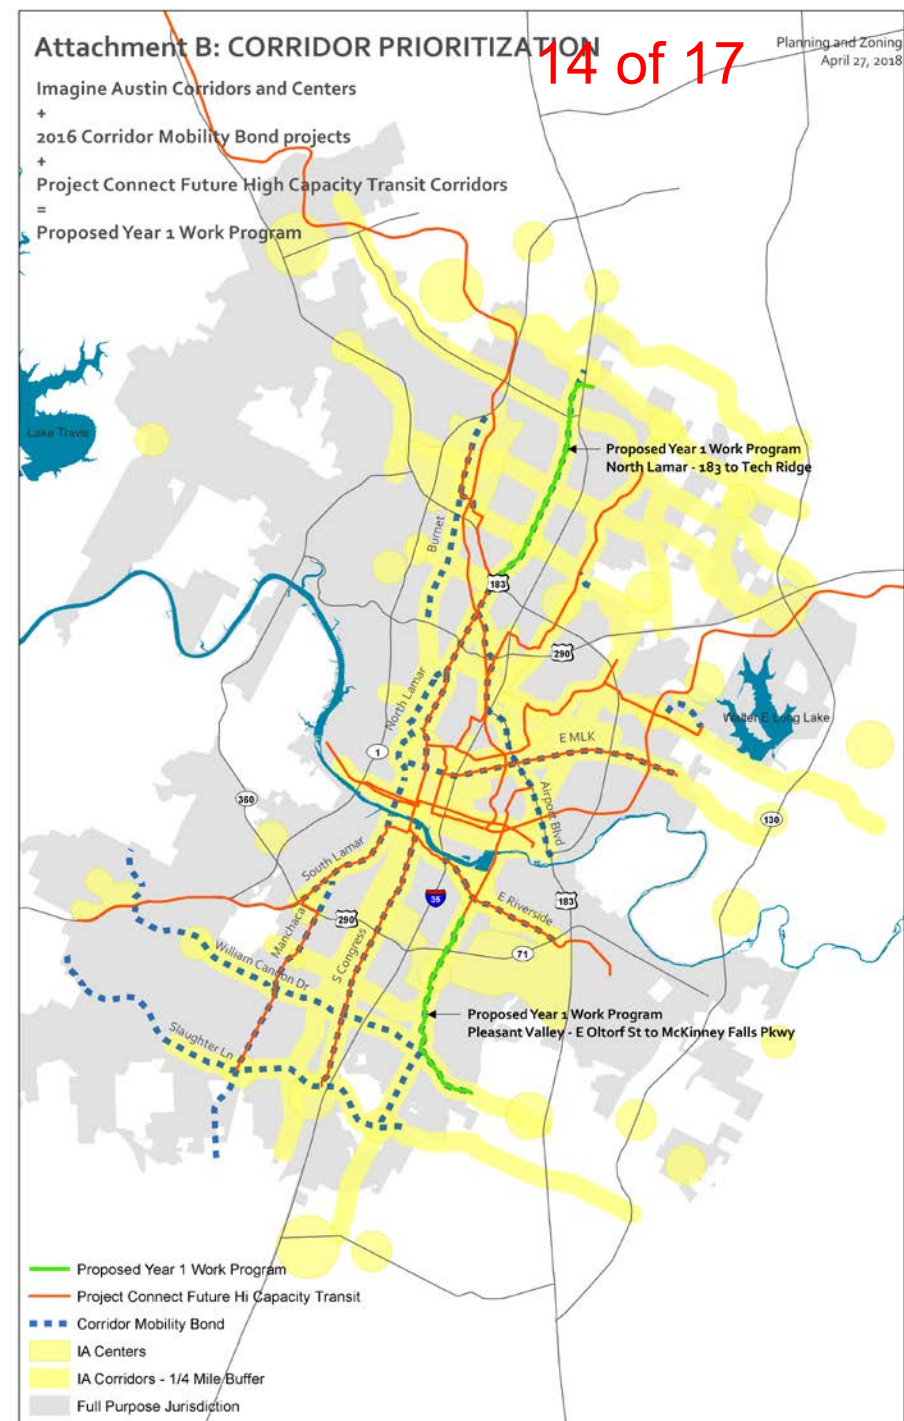 Attachment B: CORRIDOR PRIORITIZATION
14 of 17
Planning and Zoning
April 27, 2018
Imagine Austin Corridors and Centers
+
2016 Corridor Mobility Bond projects
+
Project Connect Future High Capacity Transit Corridors
=
Proposed Year 1 Work Program
Lake Travis
Proposed Year 1 Work Program
North Lamar - 183 to Tech Ridge
Burnet
183
290
North Lamar
Walter E Long Lake
E MLK
1
360
Airport Blvd
130
South Lamar
35
183
E Riverside
290
Manchaca
S Congress
71
William Cannon Dr
Proposed Year 1 Work Program
Pleasant Valley - E Oltorf St to McKinney Falls Pkwy
Slaughter Ln
Proposed Year 1 Work Program
Project Connect Future Hi Capacity Transit
Corridor Mobility Bond
IA Centers
IA Corridors - 1/4 Mile Buffer
Full Purpose Jurisdiction